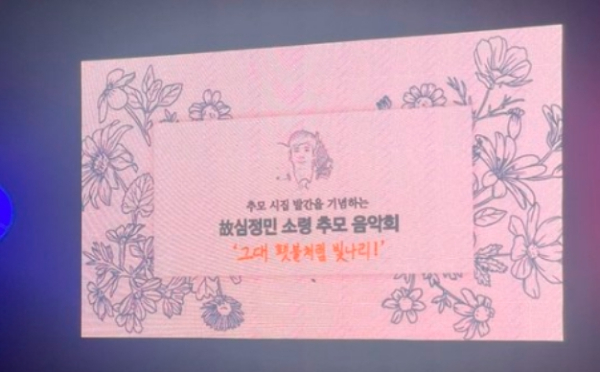 추모 시집 발간을 기념하는
故심정민 소령 추모 음악회
'그대 횃불처럼 빛나리!'